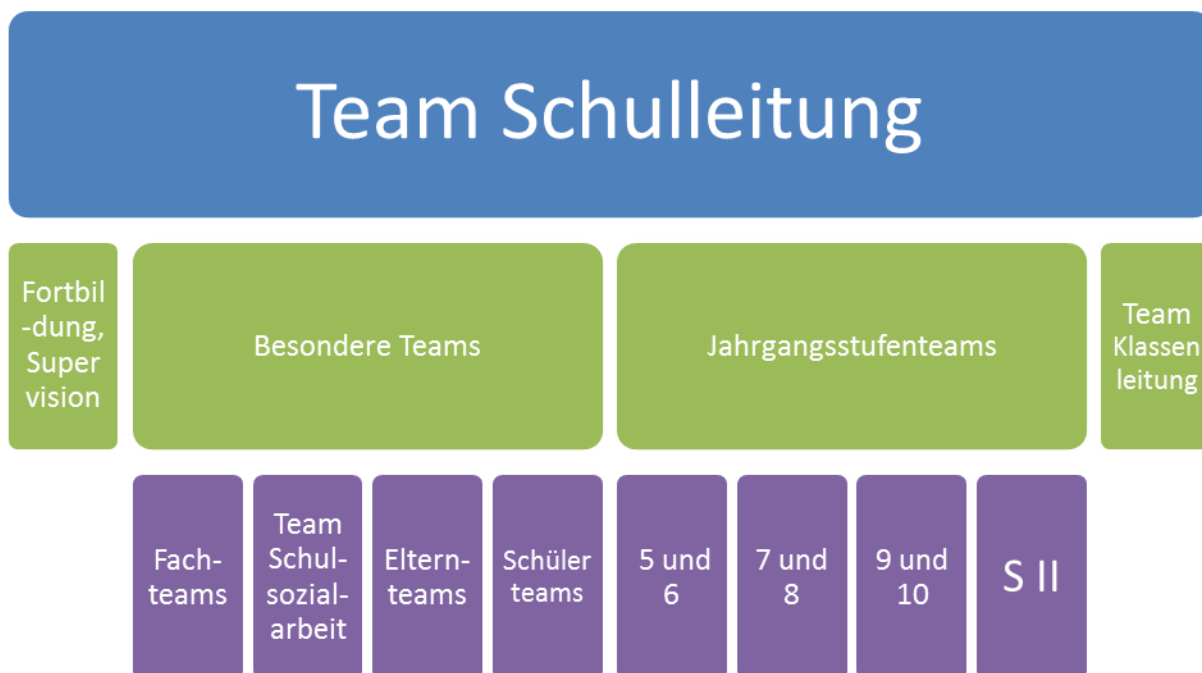 Team Schulleitung
Fortbil
-dung,
Super
vision
Besondere Teams
Jahrgangsstufenteams
Team
Klassen
leitung
Fach-
teams
Team
Schul-
sozial-
arbeit
Eltern-
teams
Schüler
teams
5 und
6
7 und
8
9 und
10
S II